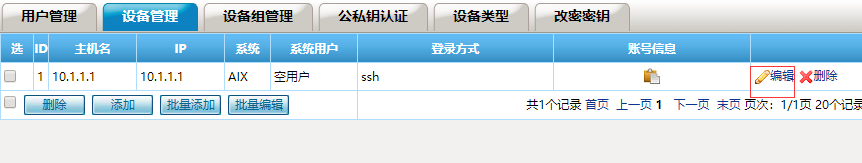 用户管理 设备管理 设备组管理 公私钥认证 设备类型 改密密钥
选 ID 主机名 IP 系统 系统用户 登录方式 账号信息
1 10.1.1.1 10.1.1.1 AIX 空用户 ssh 编辑 删除
删除 添加 批量添加 批量编辑 共1个记录 首页 上一页 1 下一页 末页 页次：1/1页 20个记录